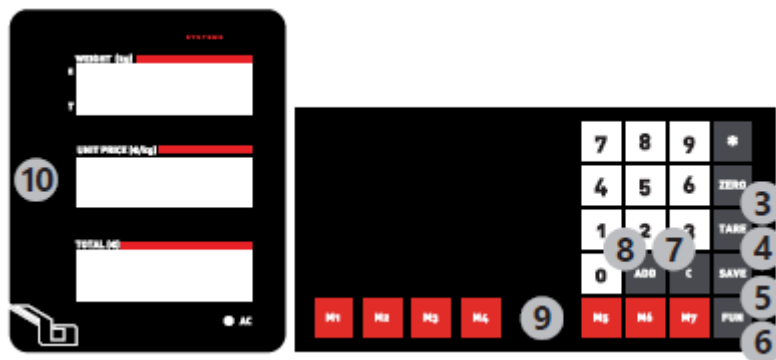 SYSTEMS
WEIGHT (kg)
T
UNIT PRICE (€/kg)
10
TOTAL (€)
AC
7 8 9 *
4 5 6 ZERO
3
1 2 3 TARE
8 7 4
0 ADD C SAVE
5
M1 M2 M3 M4 9 M5 M6 M7 FUN
6